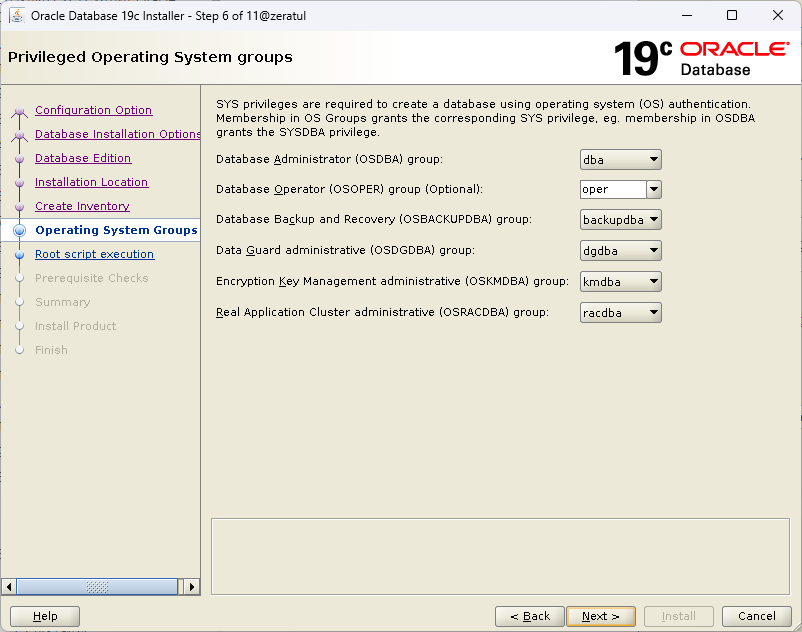 Oracle Database 19c Installer - Step 6 of 11@zeratul
Privileged Operating System groups
19c ORACLE
Database
Configuration Option
Database Installation Options
Database Edition
Installation Location
Create Inventory
Operating System Groups
Root script execution
Prerequisite Checks
Summary
Install Product
Finish
SYS privileges are required to create a database using operating system (OS) authentication.
Membership in OS Groups grants the corresponding SYS privilege, eg. membership in OSDBA
grants the SYSDBA privilege.
Database Administrator (OSDBA) group: dba
Database Operator (OSOPER) group (Optional): oper
Database Backup and Recovery (OSBACKUPDBA) group: backupdba
Data Guard administrative (OSDGDBA) group: dgdba
Encryption Key Management administrative (OSKMDBA) group: kmdba
Real Application Cluster administrative (OSRACDBA) group: racdba
Help < Back Next > Install Cancel